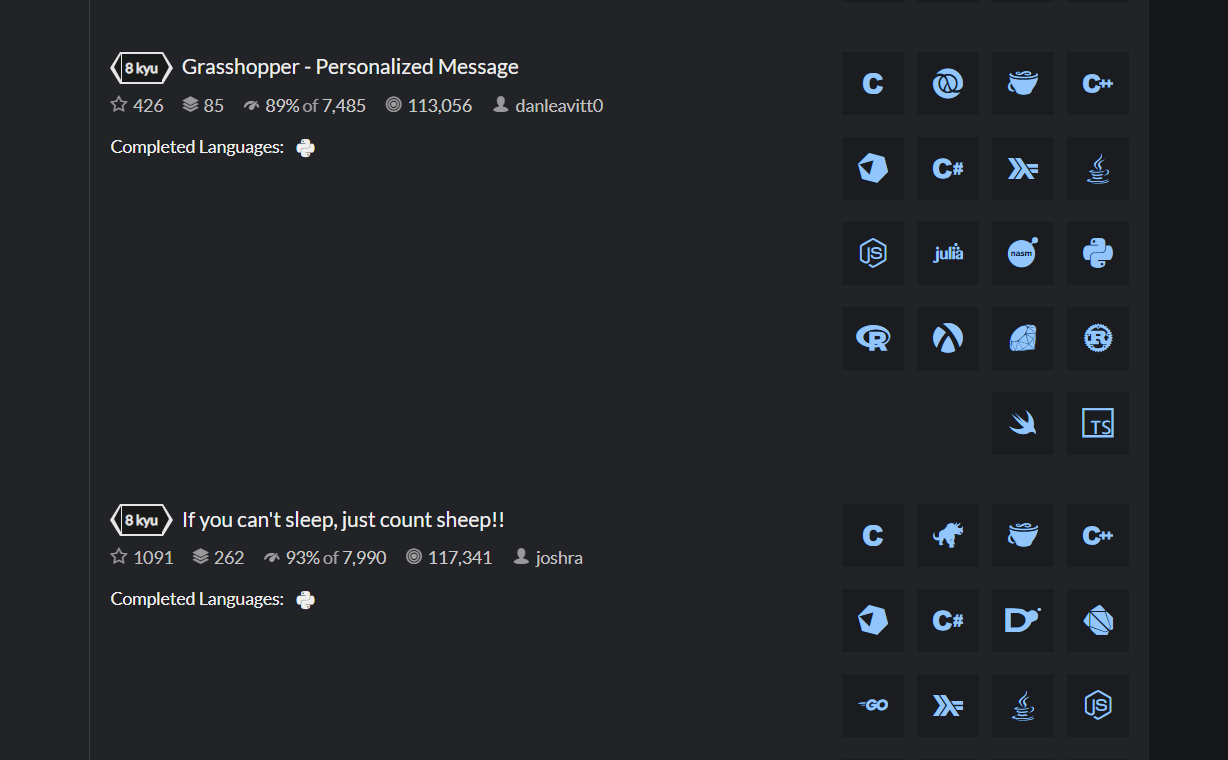 8 kyu Grasshopper - Personalized Message
426 85 89% of 7,485 113,056 danleavitt0
Completed Languages:
C C++
C# 
JS julia nasm
R R
TS
8 kyu If you can't sleep, just count sheep!!
1091 262 93% of 7,990 117,341 joshra
Completed Languages:
C C++
C# D
GO JS